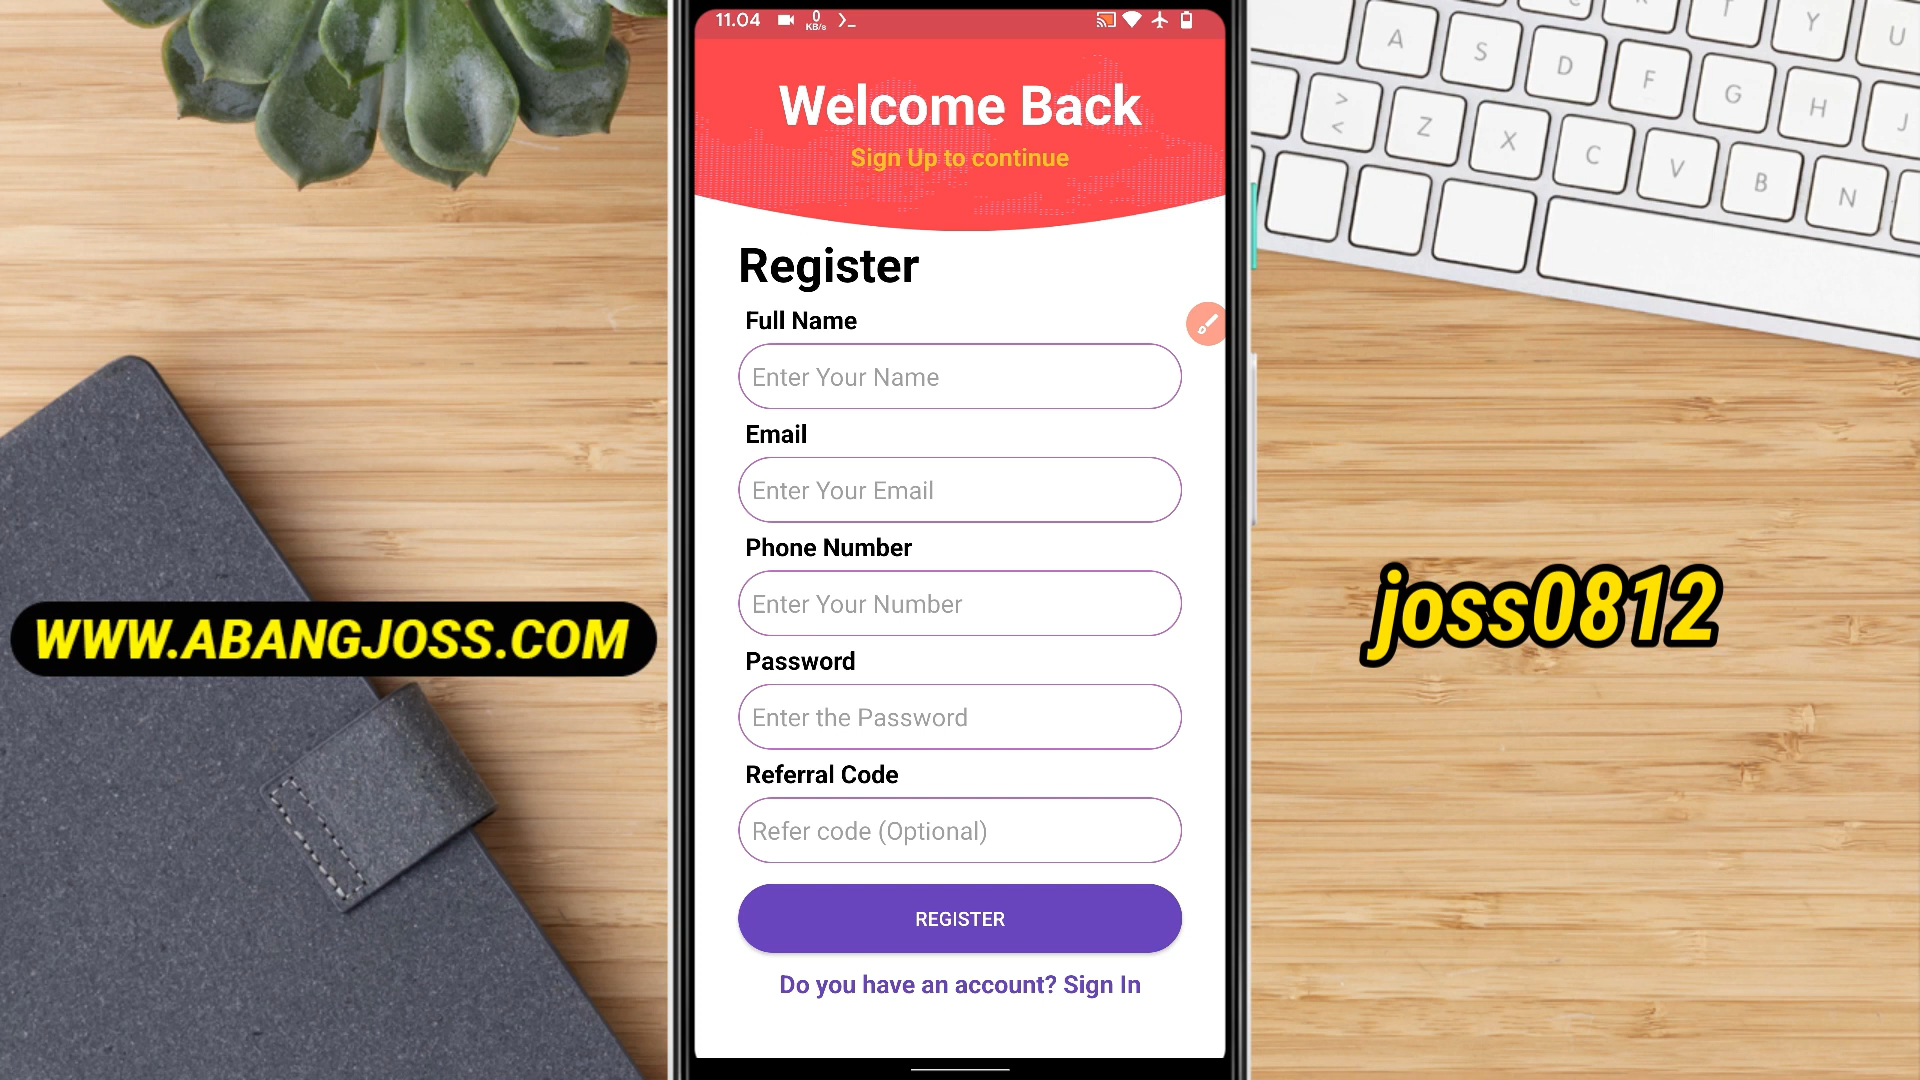 11.04
0
KB/s
Welcome Back
Sign Up to continue
Register
Full Name
Enter Your Name
Email
Enter Your Email
Phone Number
Enter Your Number
Password
Enter the Password
Referral Code
Refer code (Optional)
REGISTER
Do you have an account? Sign In
WWW.ABANGJOSS.COM
joss0812
Y
U
A
S
D
F
G
H
J
>
<
Z
X
C
V
B
N